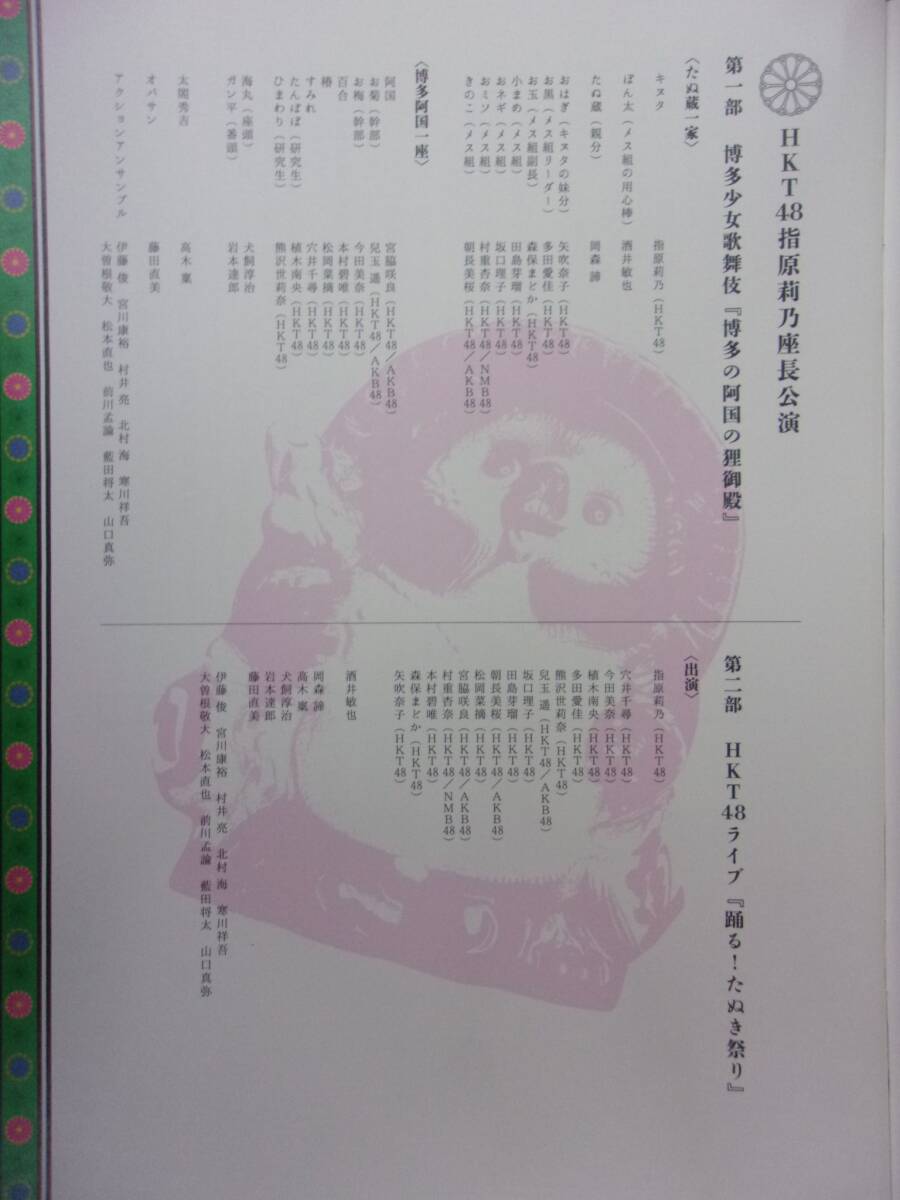 HKT48指原莉乃座長公演
第一部　博多少女歌舞伎『博多の阿国の狸御殿』
〈たぬ蔵一家〉
キヌタ　指原莉乃（HKT48）
ぽん太（メス組の用心棒）　酒井敏也
たぬ蔵（親分）　岡森　諦
おはぎ（キヌタの妹分）　矢吹奈子（HKT48）
お黒（メス組リーダー）　多田愛佳（HKT48）
お玉（メス組副長）　森保まどか（HKT48）
小まめ（メス組）　田島芽瑠（HKT48）
おネギ（メス組）　坂口理子（HKT48）
おミソ（メス組）　村重杏奈（HKT48／NMB48）
きのこ（メス組）　朝長美桜（HKT48／AKB48）
〈博多阿国一座〉
阿国　宮脇咲良（HKT48／AKB48）
お菊（幹部）　兒玉　遥（HKT48／AKB48）
お梅（幹部）　今田美奈（HKT48）
百合　本村碧唯（HKT48）
椿　松岡菜摘（HKT48）
すみれ　穴井千尋（HKT48）
たんぽぽ（研究生）　植木南央（HKT48）
ひまわり（研究生）　熊沢世莉奈（HKT48）
海丸（座頭）　犬飼淳治
ガン平（番頭）　岩本達郎
太閤秀吉　高木　稟
オバサン　藤田直美
アクションアンサンブル　伊藤　俊　宮川康裕　村井　亮　北村　海　寒川祥吾
大曽根敬大　松本直也　前川孟論　藍田将太　山口真弥
第二部　HKT48ライブ『踊る！たぬき祭り』
〈出演〉
指原莉乃（HKT48）
穴井千尋（HKT48）
今田美奈（HKT48）
植木南央（HKT48）
多田愛佳（HKT48）
熊沢世莉奈（HKT48）
兒玉　遥（HKT48／AKB48）
坂口理子（HKT48）
田島芽瑠（HKT48）
朝長美桜（HKT48／AKB48）
松岡菜摘（HKT48）
宮脇咲良（HKT48／AKB48）
村重杏奈（HKT48／NMB48）
本村碧唯（HKT48）
森保まどか（HKT48）
矢吹奈子（HKT48）
酒井敏也
岡森　諦
高木　稟
犬飼淳治
岩本達郎
藤田直美
伊藤　俊　宮川康裕　村井　亮　北村　海　寒川祥吾
大曽根敬大　松本直也　前川孟論　藍田将太　山口真弥